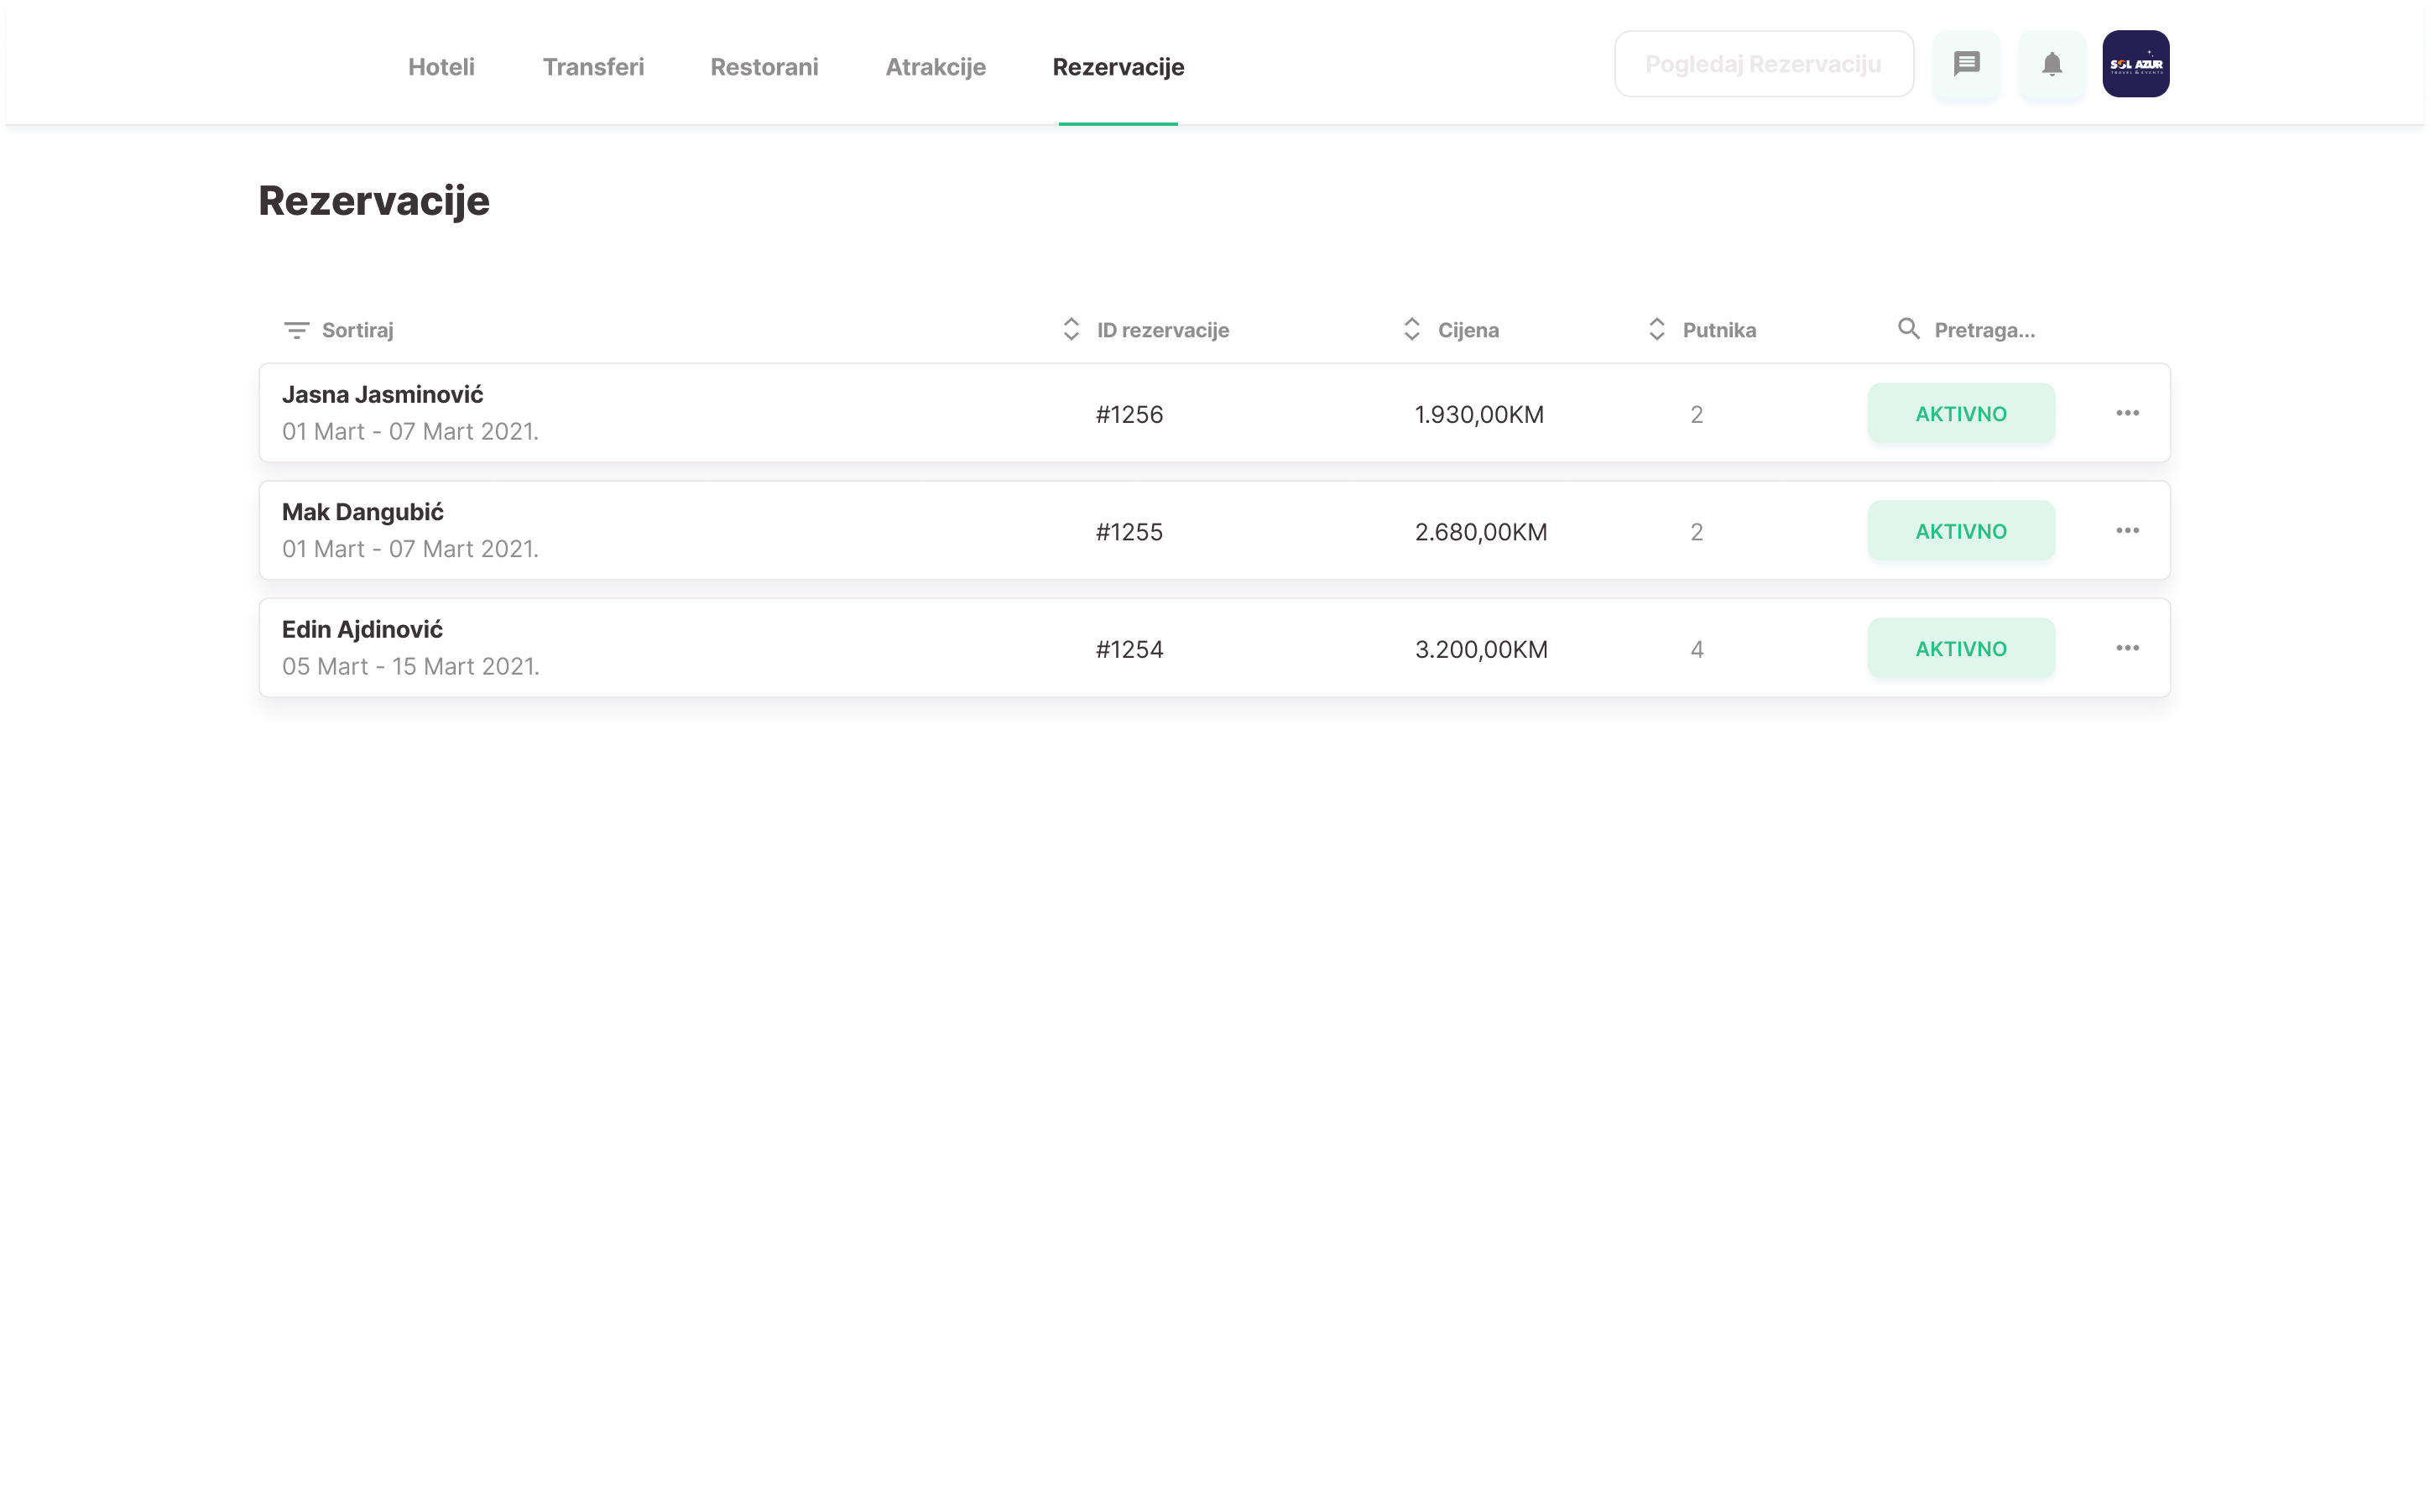 Hoteli
Transferi
Restorani
Atrakcije
Rezervacije
Pogledaj Rezervaciju
SOL AZUR
TRAVEL & EVENTS
Rezervacije
Sortiraj
ID rezervacije
Cijena
Putnika
Pretraga...
Jasna Jasminović
01 Mart - 07 Mart 2021.
#1256
1.930,00KM
2
AKTIVNO
Mak Dangubić
01 Mart - 07 Mart 2021.
#1255
2.680,00KM
2
AKTIVNO
Edin Ajdinović
05 Mart - 15 Mart 2021.
#1254
3.200,00KM
4
AKTIVNO